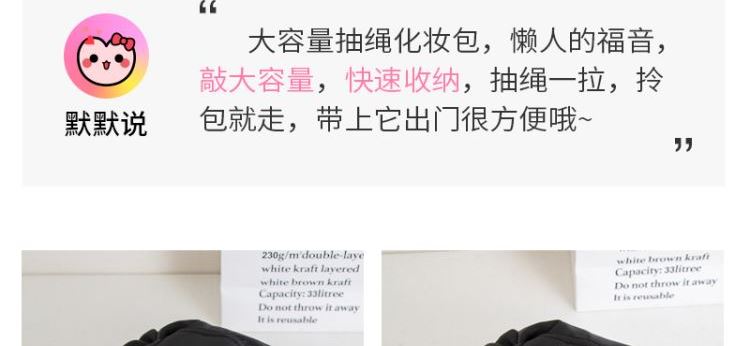 “
大容量抽绳化妆包，懒人的福音，
敲大容量，快速收纳，抽绳一拉，拎
包就走，带上它出门很方便哦~
”
默默说
230g/m²double-laye
white kraft layered
white brown kraft
Capacity: 33litree
Do not throw it away
It is reusable
white brown kraft
Capacity: 33litree
Do not throw it away
It is reusable